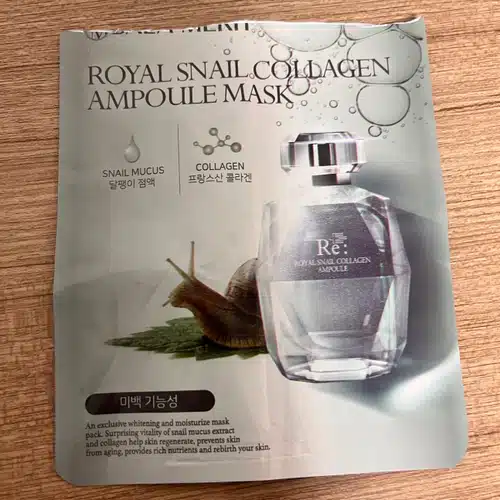 ROYAL SNAIL COLLAGEN
AMPOULE MASK
SNAIL MUCUS
달팽이 점액
COLLAGEN
프랑스산 콜라겐
Re:
ROYAL SNAIL COLLAGEN
AMPOULE
미백 기능성
An exclusive whitening and moisturize mask
pack. Surprising vitality of snail mucus extract
and collagen help skin regenerate, prevents skin
from aging, provides rich nutrients and rebirth your skin.